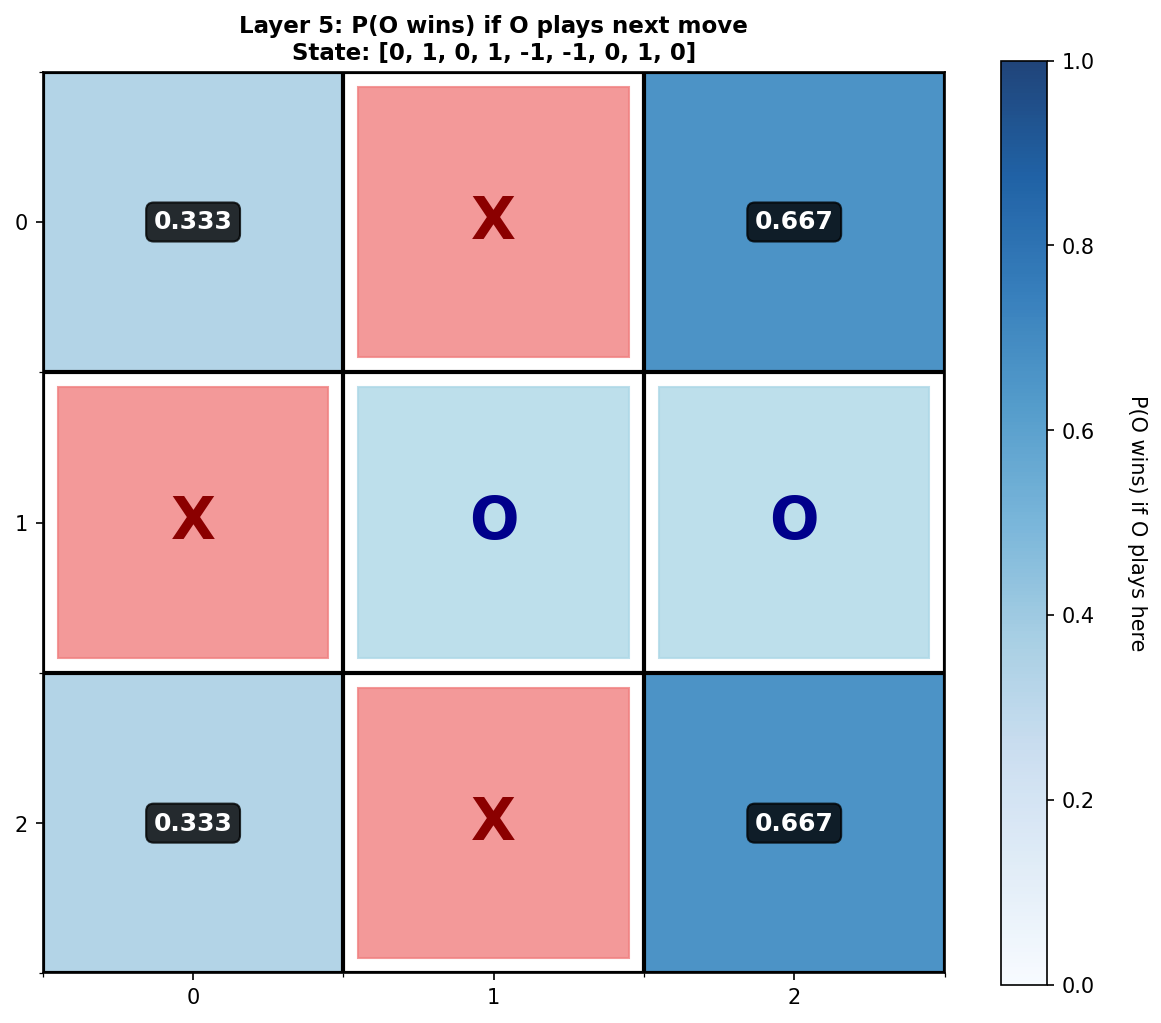 Layer 5: P(O wins) if O plays next move
State: [0, 1, 0, 1, -1, -1, 0, 1, 0]
0.333
X
0.667
X
O
O
0.333
X
0.667
0
1
2
0
1
2
1.0
0.8
0.6
0.4
0.2
0.0
P(O wins) if O plays here